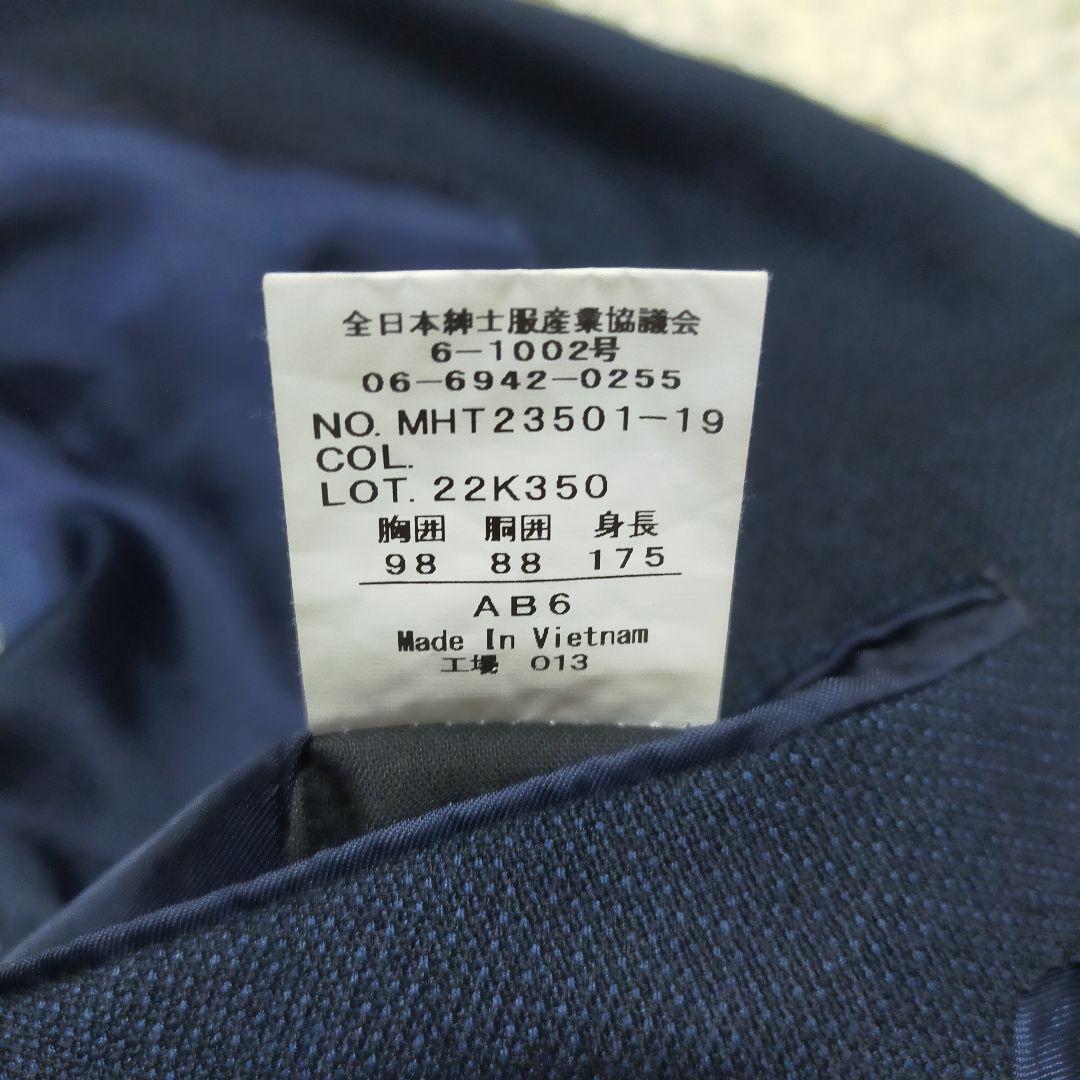 全日本紳士服産業協議会
6-1002号
06-6942-0255
NO. MHT23501-19
COL.
LOT. 22K350
胸囲 胴囲 身長
98 88 175
AB6
Made In Vietnam
工場 013